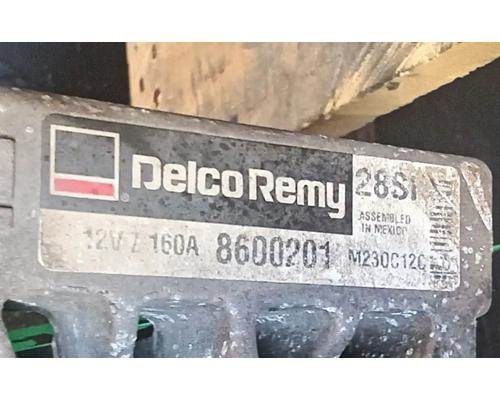 Delco Remy
28SI
ASSEMBLED
IN MEXICO
12V / 160A 8600201 M230C12C